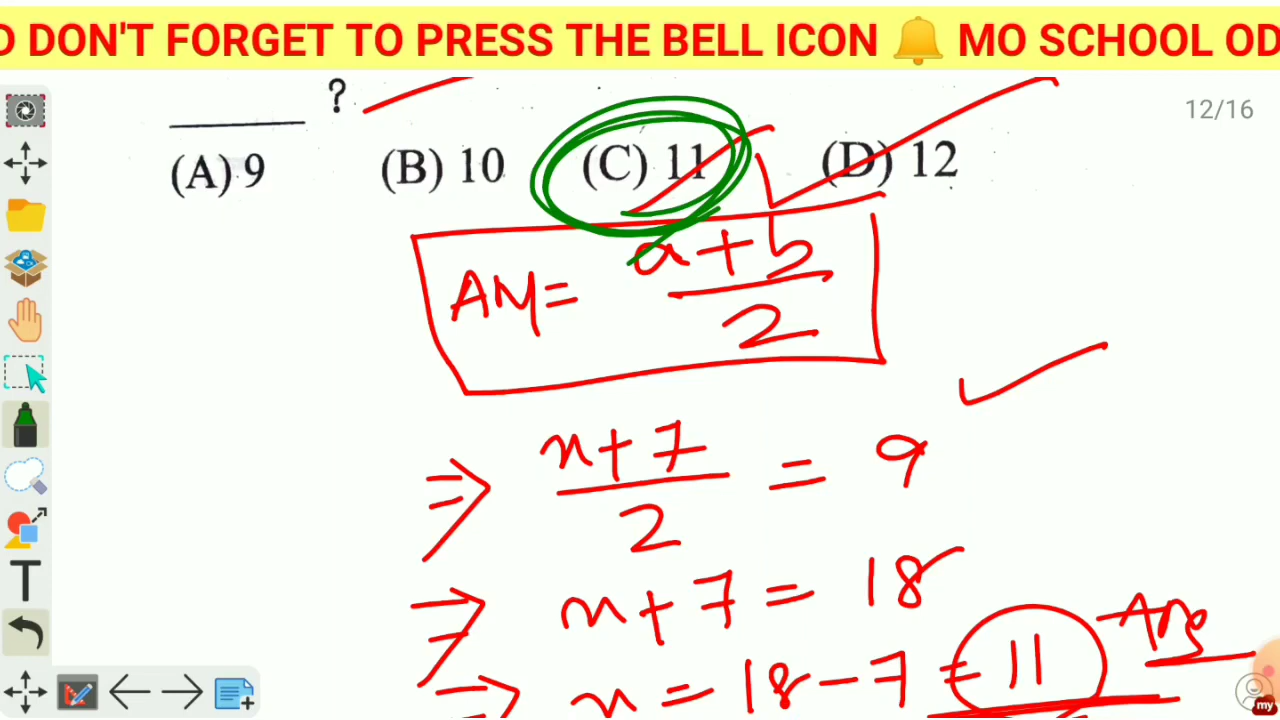 D DON'T FORGET TO PRESS THE BELL ICON 🔔 MO SCHOOL OD
?
12/16
(A) 9 (B) 10 (C) 11 (D) 12
AM = a+b/2
⇒ x+7/2 = 9
⇒ x+7 = 18
⇒ x = 18-7 = 11 Ans
T
my